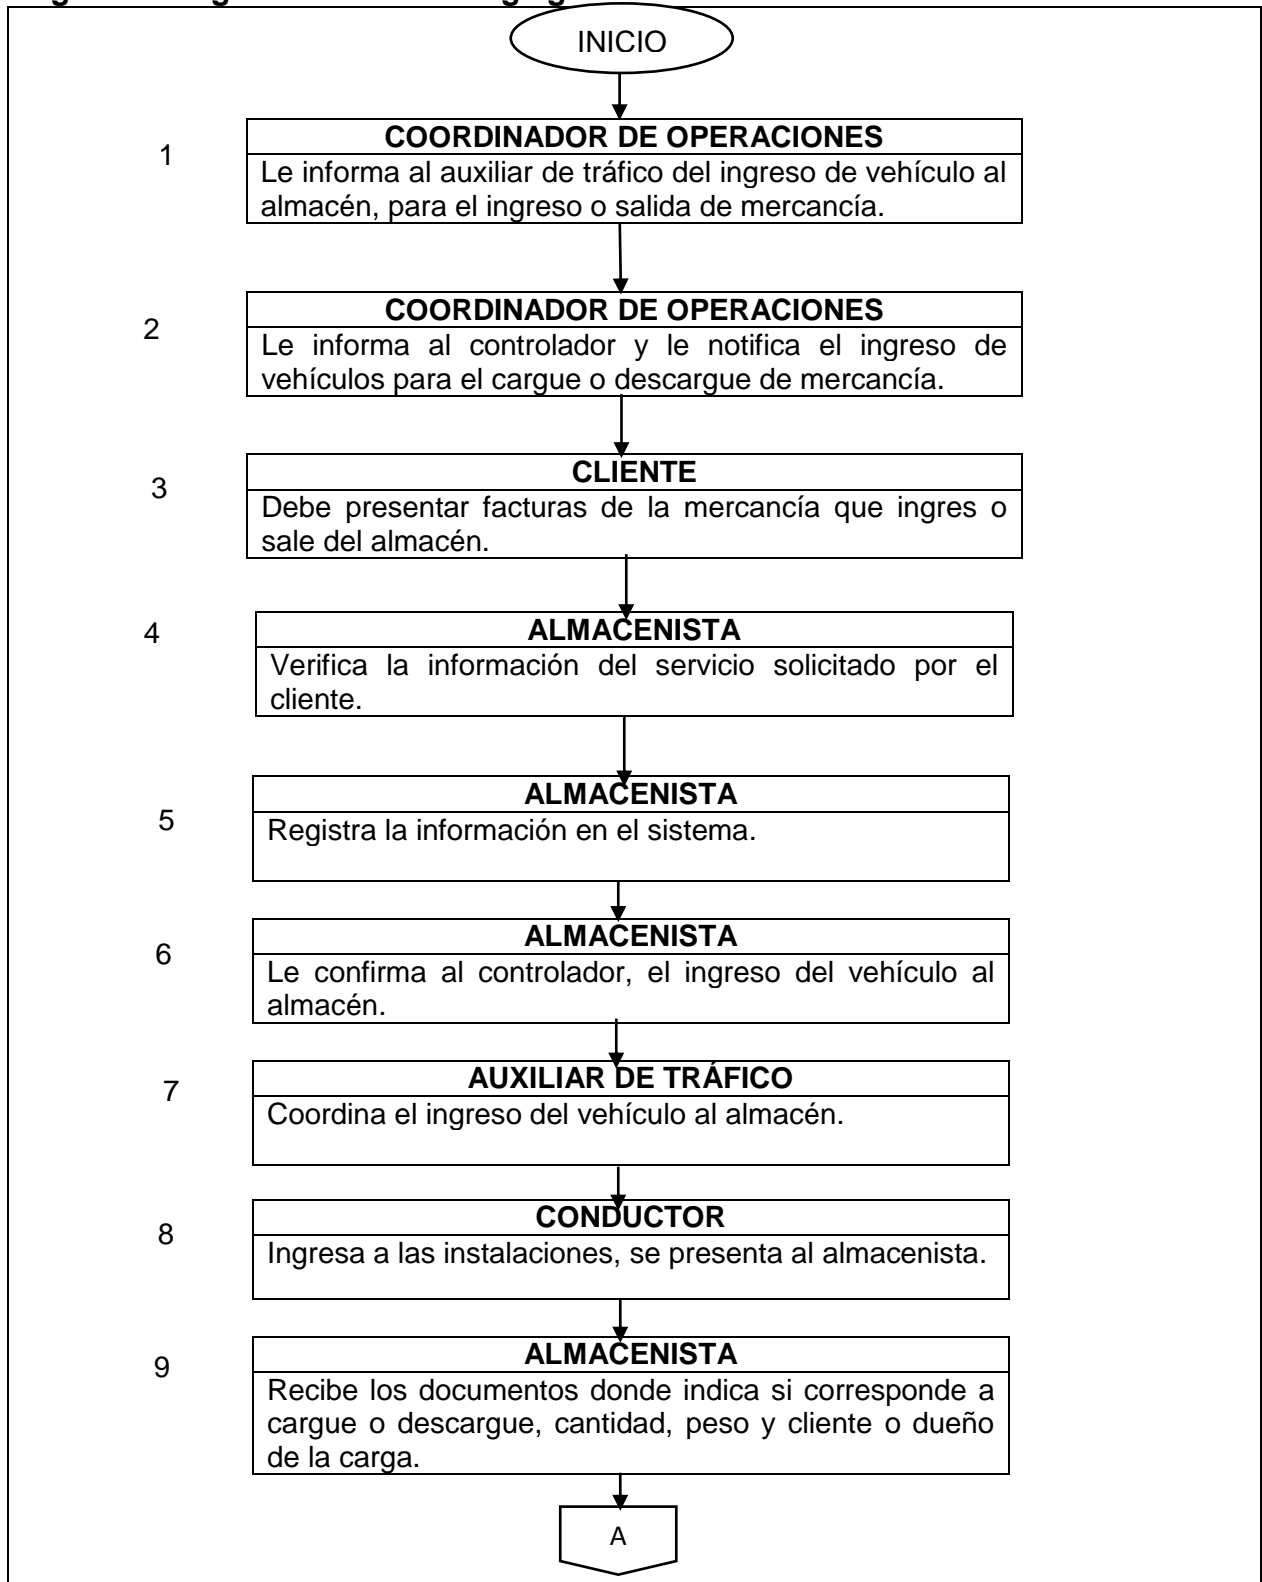 INICIO
1
COORDINADOR DE OPERACIONES
Le informa al auxiliar de tráfico del ingreso de vehículo al
almacén, para el ingreso o salida de mercancía.
2
COORDINADOR DE OPERACIONES
Le informa al controlador y le notifica el ingreso de
vehículos para el cargue o descargue de mercancía.
3
CLIENTE
Debe presentar facturas de la mercancía que ingres o
sale del almacén.
4
ALMACENISTA
Verifica la información del servicio solicitado por el
cliente.
5
ALMACENISTA
Registra la información en el sistema.
6
ALMACENISTA
Le confirma al controlador, el ingreso del vehículo al
almacén.
7
AUXILIAR DE TRÁFICO
Coordina el ingreso del vehículo al almacén.
8
CONDUCTOR
Ingresa a las instalaciones, se presenta al almacenista.
9
ALMACENISTA
Recibe los documentos donde indica si corresponde a
cargue o descargue, cantidad, peso y cliente o dueño
de la carga.
A